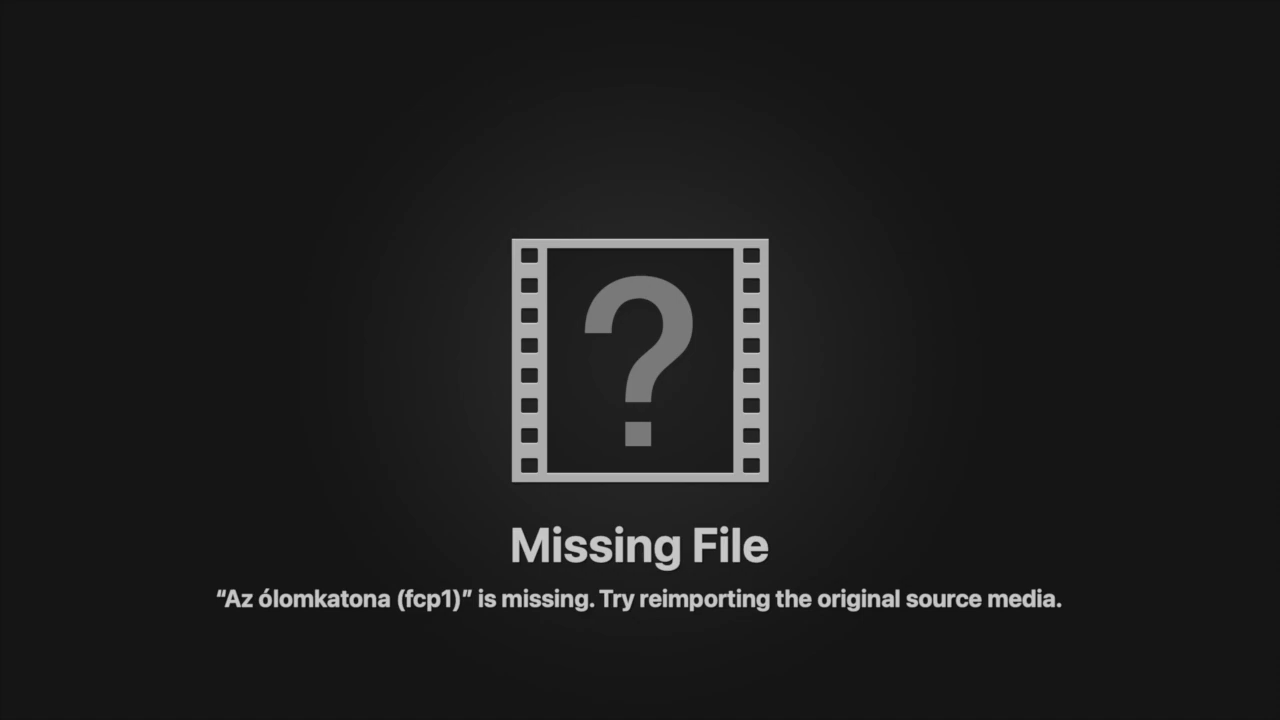 ?
Missing File
“Az ólomkatona (fcp1)” is missing. Try reimporting the original source media.